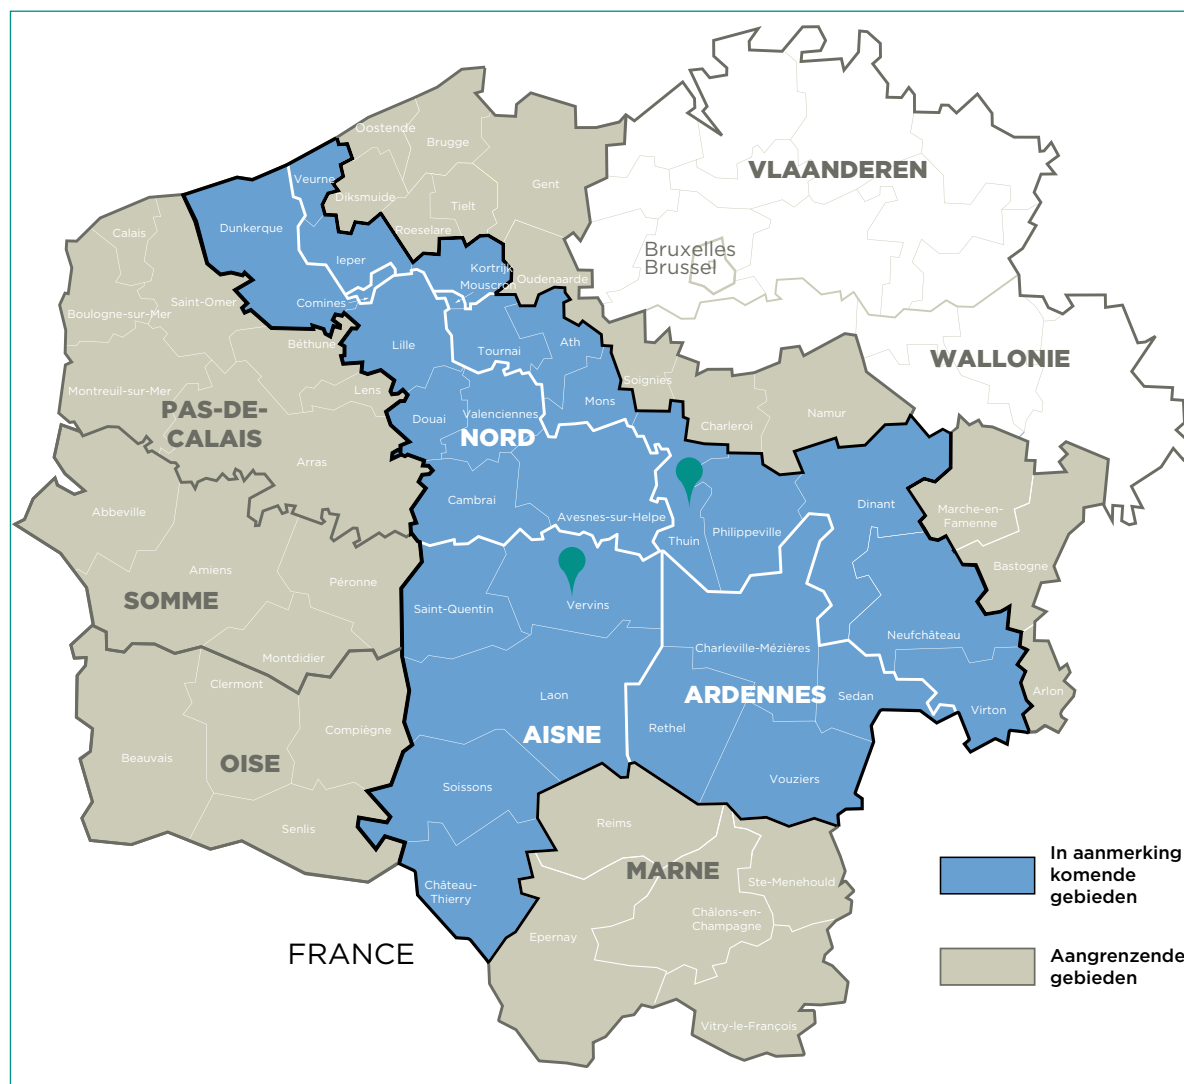 Oostende
Brugge
VLAANDEREN
Veurne
Gent
Diksmuide
Tielt
Dunkerque
Roeselare
Calais
Ieper
Bruxelles
Brussel
Kortrijk
Mouscron
Oudenaarde
Saint-Omer
Comines
Boulogne-sur-Mer
Béthune
Lille
Tournai
Ath
WALLONIE
Soignies
Montreuil-sur-Mer
Lens
Mons
PAS-DE-
CALAIS
Douai
Valenciennes
NORD
Charleroi
Namur
Arras
Cambrai
Dinant
Abbeville
Avesnes-sur-Helpe
Thuin
Philippeville
Marche-en-
Famenne
Amiens
Péronne
Bastogne
SOMME
Saint-Quentin
Vervins
Montdidier
Charleville-Mézières
Neufchâteau
Clermont
Laon
ARDENNES
Sedan
Arlon
Virton
Compiègne
Rethel
AISNE
Beauvais
OISE
Soissons
Vouziers
Senlis
Reims
MARNE
Château-
Thierry
Ste-Menehould
Châlons-en-
Champagne
Epernay
FRANCE
Vitry-le-François
In aanmerking
komende
gebieden
Aangrenzende
gebieden